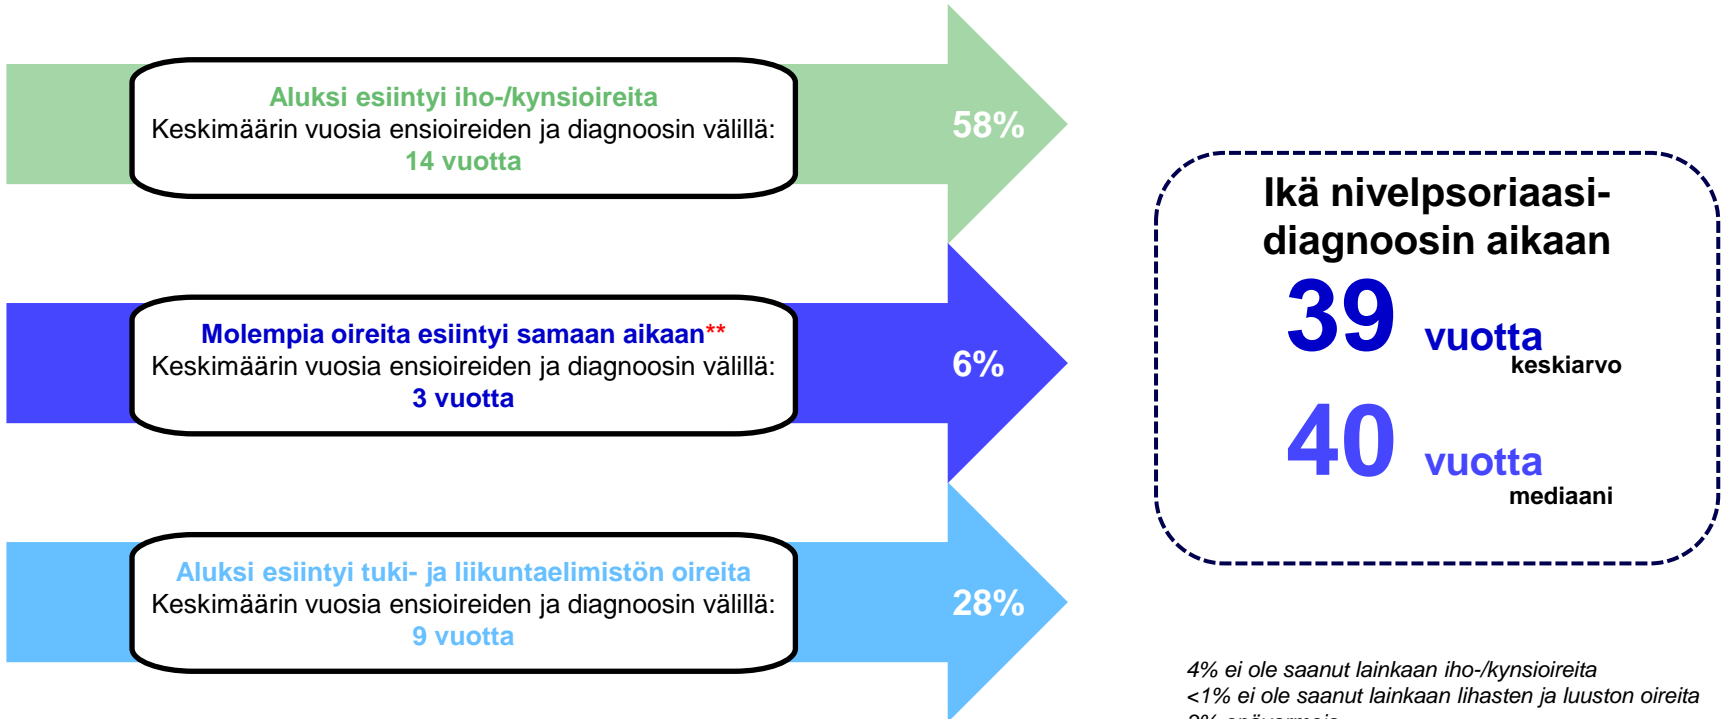 Aluksi esiintyi iho-/kynsioireita
Keskimäärin vuosia ensioireiden ja diagnoosin välillä:
14 vuotta
58%
Molempia oireita esiintyi samaan aikaan**
Keskimäärin vuosia ensioireiden ja diagnoosin välillä:
3 vuotta
6%
Aluksi esiintyi tuki- ja liikuntaelimistön oireita
Keskimäärin vuosia ensioireiden ja diagnoosin välillä:
9 vuotta
28%
Ikä nivelpsoriaasi-
diagnoosin aikaan
39 vuotta
keskiarvo
40 vuotta
mediaani
4% ei ole saanut lainkaan iho-/kynsioireita
<1% ei ole saanut lainkaan lihasten ja luuston oireita